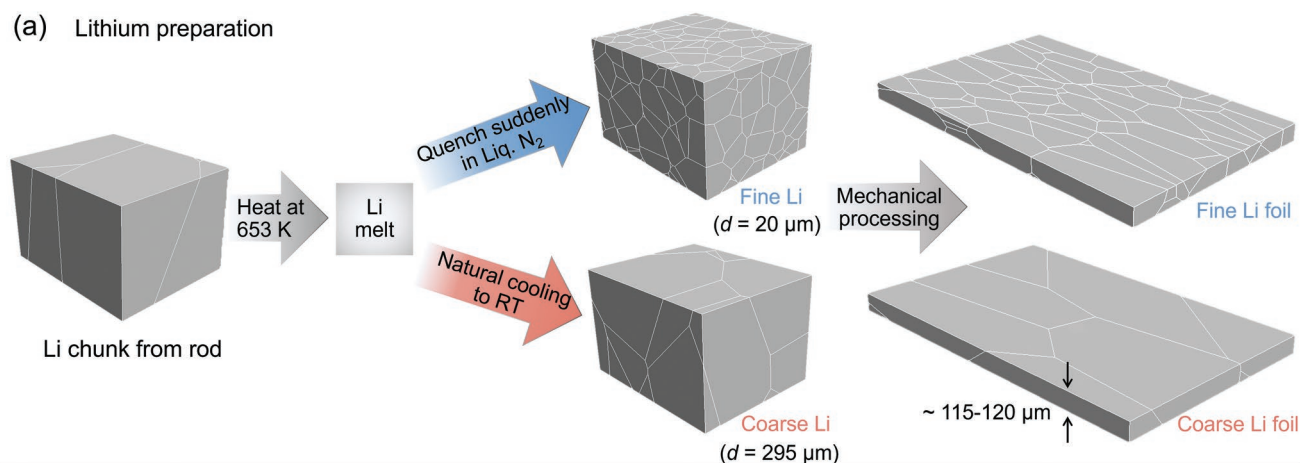 (a) Lithium preparation
Li chunk from rod
Heat at
653 K
Li
melt
Quench suddenly
in Liq. N₂
Natural cooling
to RT
Fine Li
(d = 20 μm)
Coarse Li
(d = 295 μm)
Mechanical
processing
Fine Li foil
~ 115-120 μm
Coarse Li foil